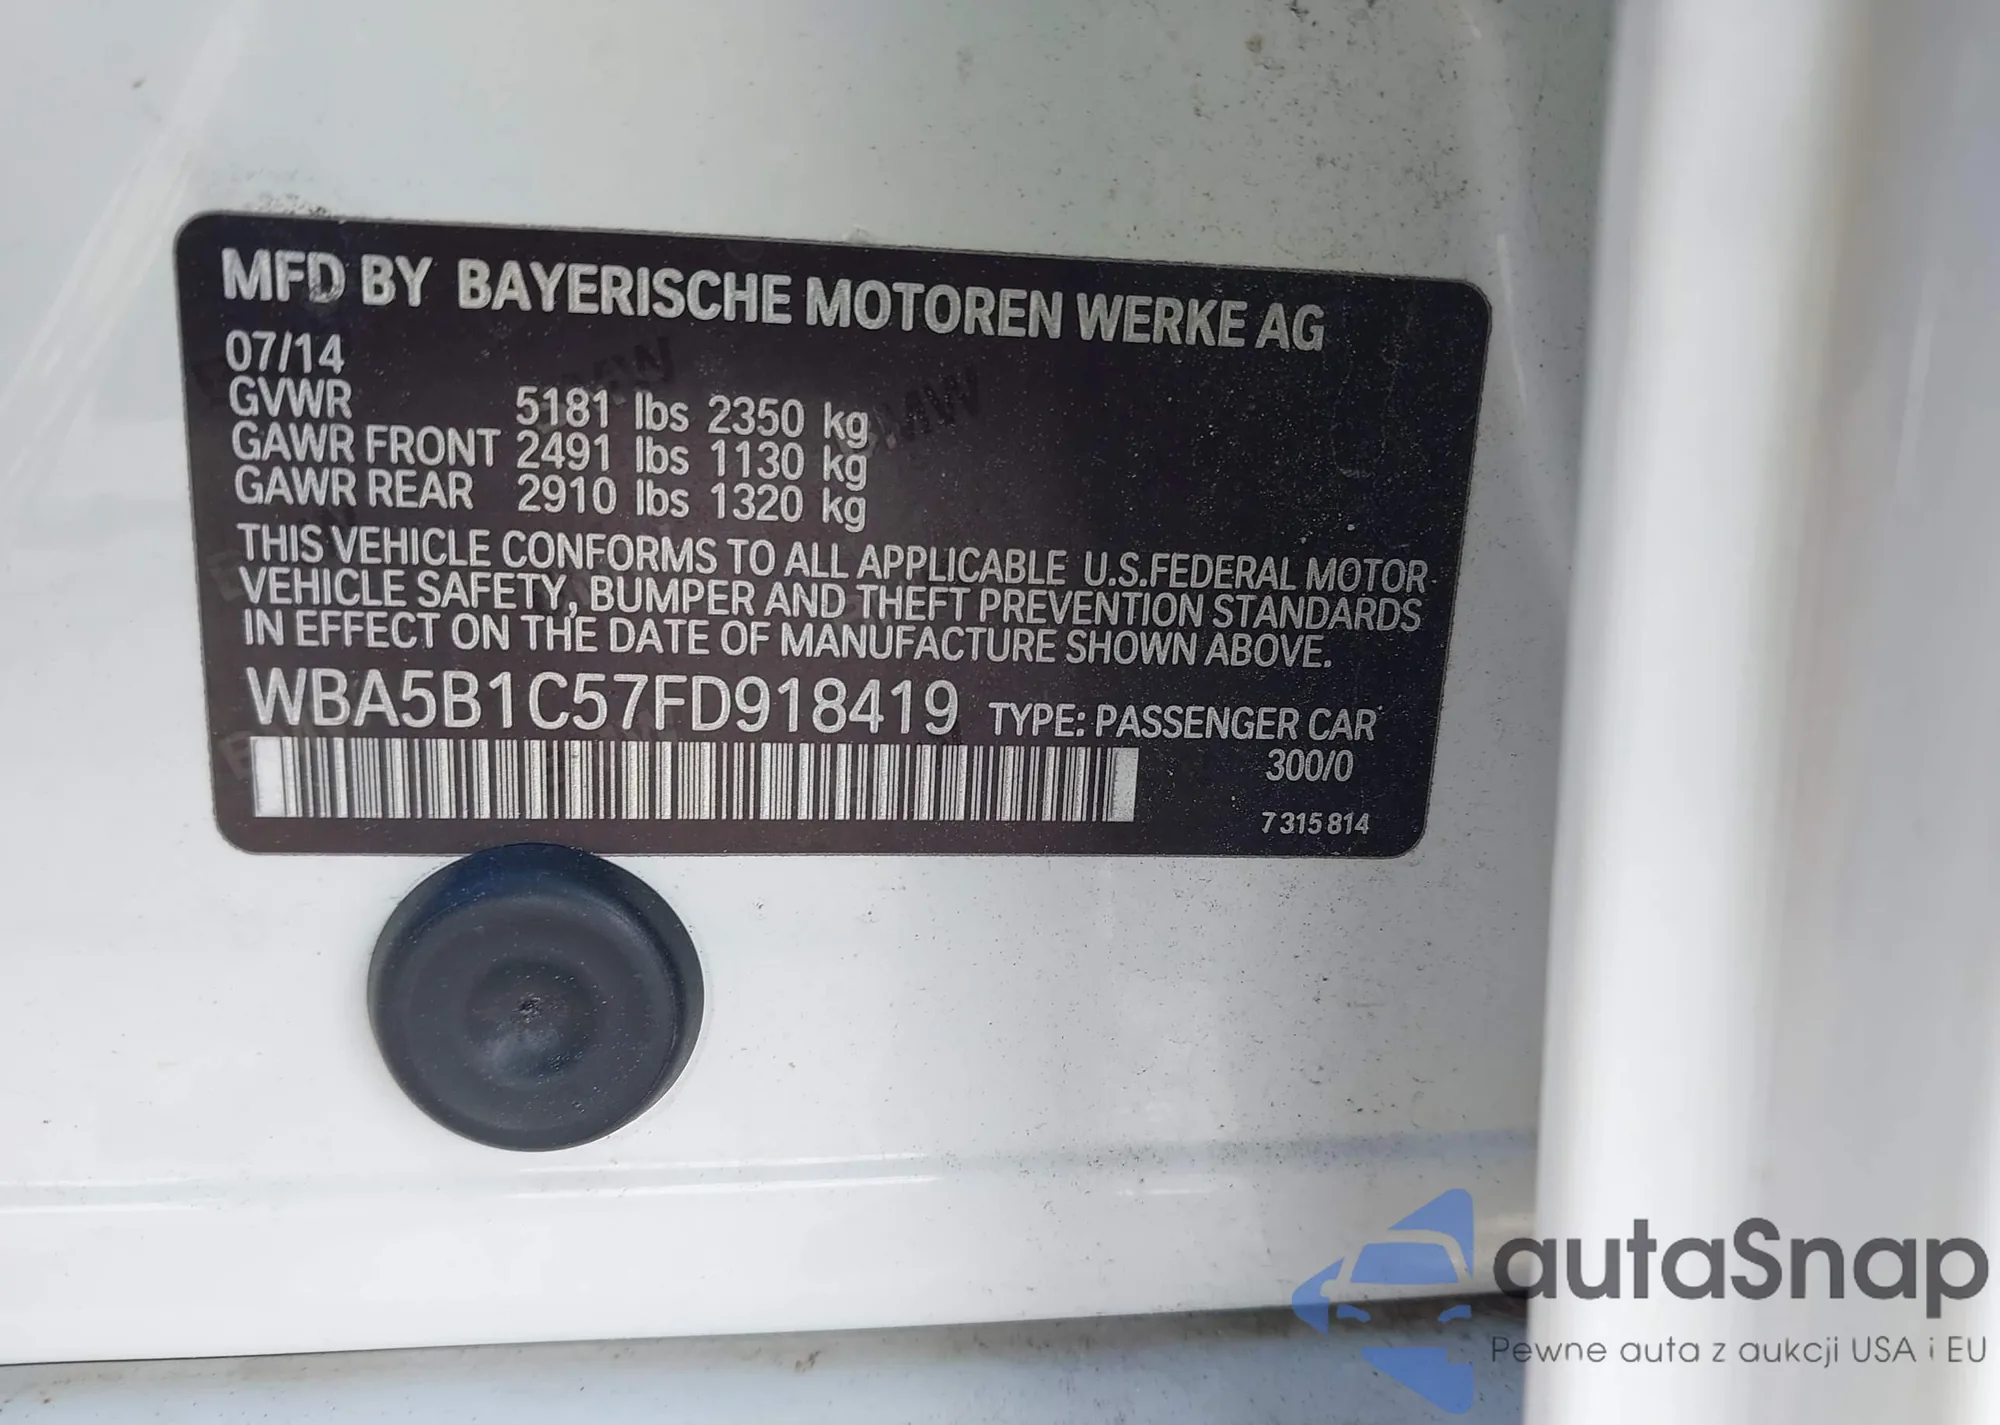 MFD BY BAYERISCHE MOTOREN WERKE AG
07/14
GVWR 5181 lbs 2350 kg
GAWR FRONT 2491 lbs 1130 kg
GAWR REAR 2910 lbs 1320 kg
THIS VEHICLE CONFORMS TO ALL APPLICABLE U.S.FEDERAL MOTOR
VEHICLE SAFETY, BUMPER AND THEFT PREVENTION STANDARDS
IN EFFECT ON THE DATE OF MANUFACTURE SHOWN ABOVE.
WBA5B1C57FD918419 TYPE: PASSENGER CAR
300/0
7 315 814
autaSnap
Pewne auta z aukcji USA i EU